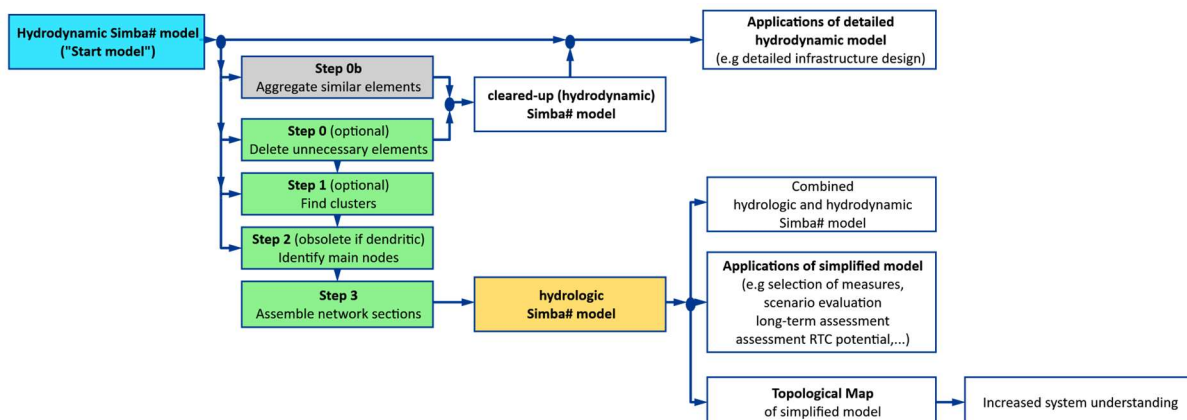 Hydrodynamic Simba# model
("Start model")
Applications of detailed
hydrodynamic model
(e.g detailed infrastructure design)
Step 0b
Aggregate similar elements
cleared-up (hydrodynamic)
Simba# model
Step 0 (optional)
Delete unnecessary elements
Step 1 (optional)
Find clusters
Step 2 (obsolete if dendritic)
Identify main nodes
Step 3
Assemble network sections
hydrologic
Simba# model
Combined
hydrologic and hydrodynamic
Simba# model
Applications of simplified model
(e.g selection of measures,
scenario evaluation
long-term assessment
assessment RTC potential,...)
Topological Map
of simplified model
Increased system understanding